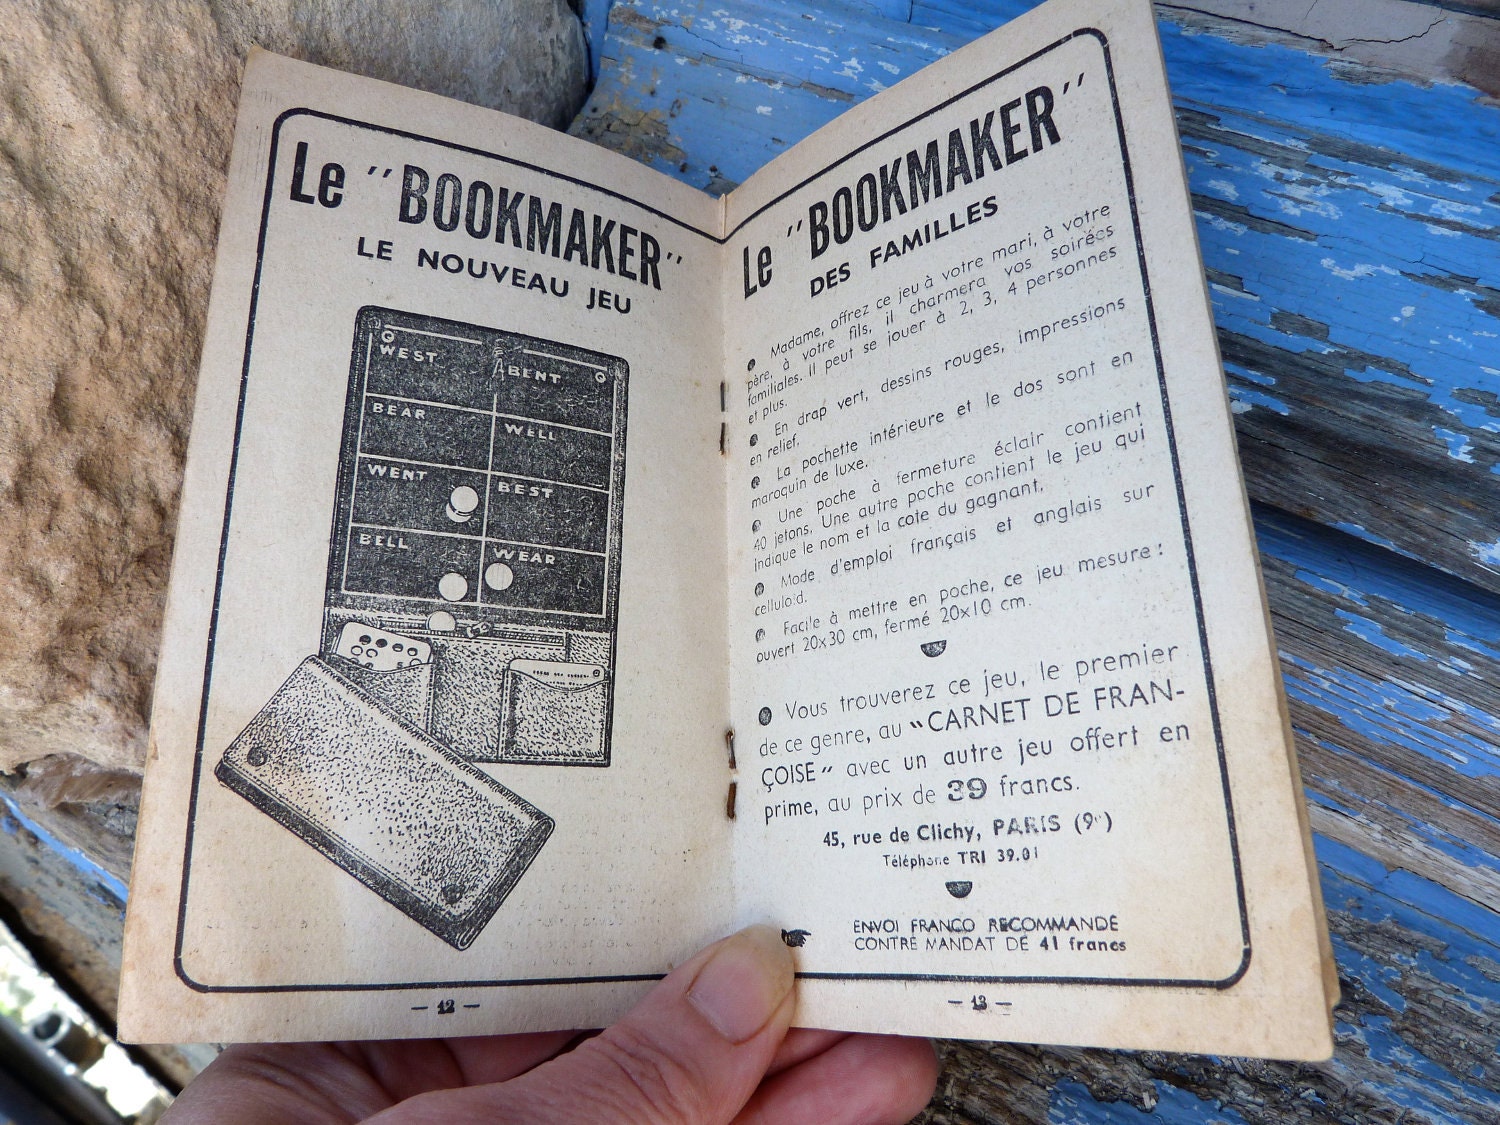 Le "BOOKMAKER"
LE NOUVEAU JEU
WEST
ABENT
BEAR
WELL
WENT
BEST
BELL
WEAR
— 12 —
Le "BOOKMAKER"
DES FAMILLES
● Madame, offrez ce jeu à votre mari, à votre
père, à votre fils, il charmera vos soirées
familiales. Il peut se jouer à 2, 3, 4 personnes
et plus.
● En drap vert, dessins rouges, impressions
en relief.
● La pochette intérieure et le dos sont en
maroquin de luxe.
● Une poche à fermeture éclair contient
40 jetons. Une autre poche contient le jeu qui
indique le nom et la cote du gagnant.
● Mode d'emploi français et anglais sur
celluloïd.
● Facile à mettre en poche, ce jeu mesure :
ouvert 20x30 cm, fermé 20x10 cm.
● Vous trouverez ce jeu, le premier
de ce genre, au "CARNET DE FRAN-
ÇOISE" avec un autre jeu offert en
prime, au prix de 39 francs.
45, rue de Clichy, PARIS (9e)
Téléphone TRI 39.01
ENVOI FRANCO RECOMMANDE
CONTRE MANDAT DE 41 francs
— 13 —